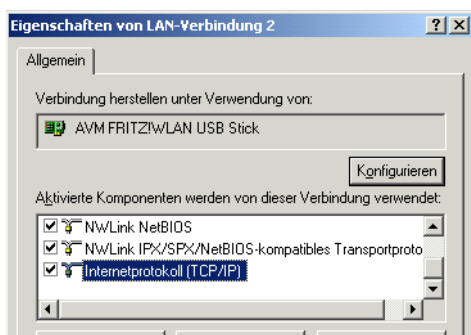 Eigenschaften von LAN-Verbindung 2
Allgemein
Verbindung herstellen unter Verwendung von:
AVM FRITZ!WLAN USB Stick
Konfigurieren
Aktivierte Komponenten werden von dieser Verbindung verwendet:
NWLink NetBIOS
NWLink IPX/SPX/NetBIOS-kompatibles Transportproto
Internetprotokoll (TCP/IP)